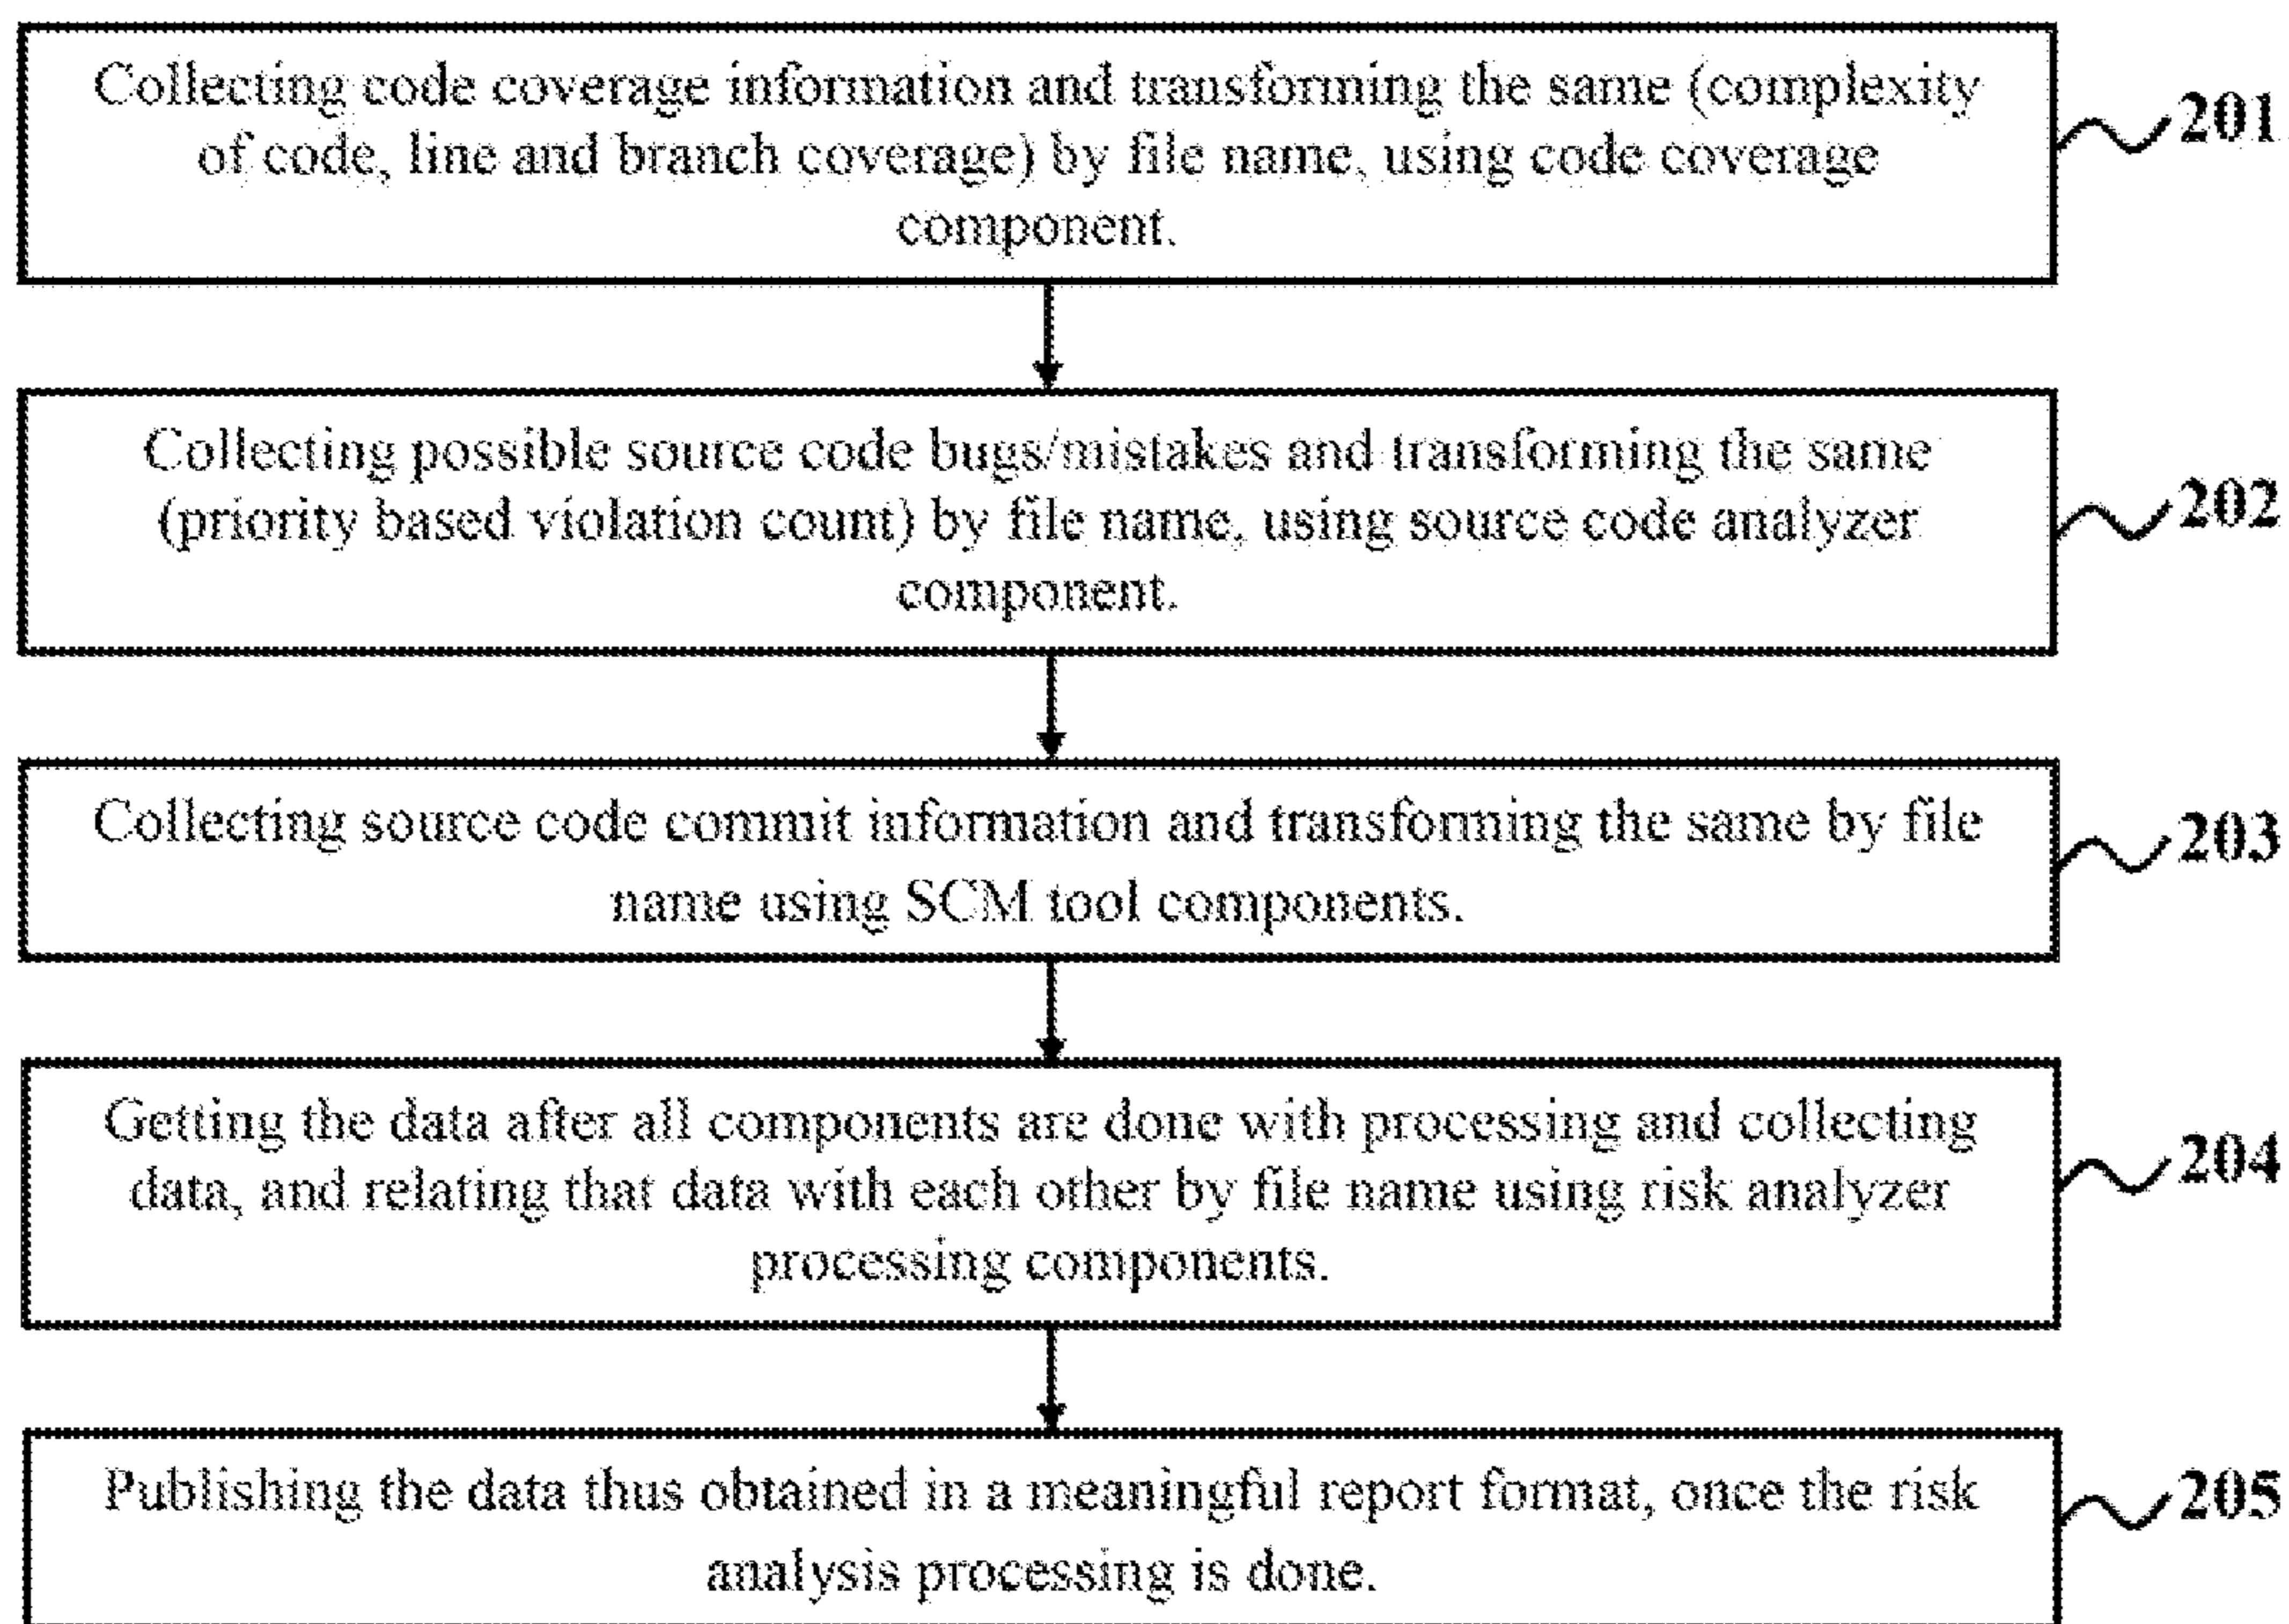 Collecting code coverage information and transforming the same (complexity
of code, line and branch coverage) by file name, using code coverage
component.
201
Collecting possible source code bugs/mistakes and transforming the same
(priority based violation count) by file name, using source code analyzer
component.
202
Collecting source code commit information and transforming the same by file
name using SCM tool components.
203
Getting the data after all components are done with processing and collecting
data, and relating that data with each other by file name using risk analyzer
processing components.
204
Publishing the data thus obtained in a meaningful report format, once the risk
analysis processing is done.
205